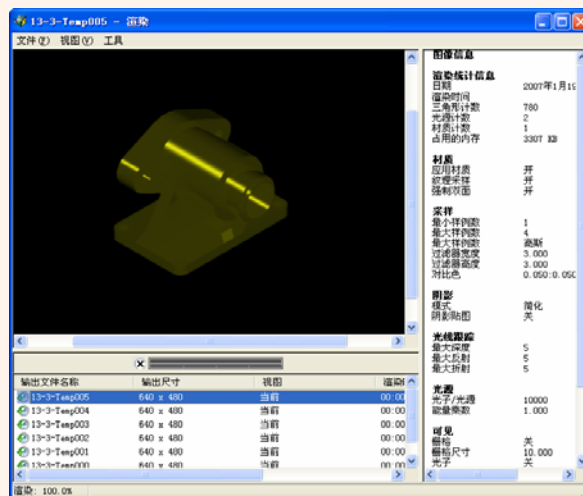 13-3-Temp005 - 渲染
文件(F) 视图(V) 工具
图像信息
渲染统计信息
日期 2007年1月19
渲染时间
三角形计数 780
光源计数 2
材质计数 1
占用的内存 3307 KB
材质
应用材质 开
纹理采样 开
强制双面 开
采样
最小样例数 1
最大样例数 4
最大样例数 高斯
过滤器宽度 3.000
过滤器高度 3.000
对比色 0.050:0.050
阴影
模式 简化
阴影贴图 关
光线跟踪
最大深度 5
最大反射 5
最大折射 5
光源
光子/光源 10000
能量乘数 1.000
可见
栅格 关
栅格尺寸 10.000
光子 关
输出文件名称 输出尺寸 视图
13-3-Temp005 640 x 480 当前 00:00
13-3-Temp004 640 x 480 当前 00:00
13-3-Temp003 640 x 480 当前 00:00
13-3-Temp002 640 x 480 当前 00:00
13-3-Temp001 640 x 480 当前 00:00
13-3-Temp000 640 x 480 当前 00:00
渲染: 100.0%